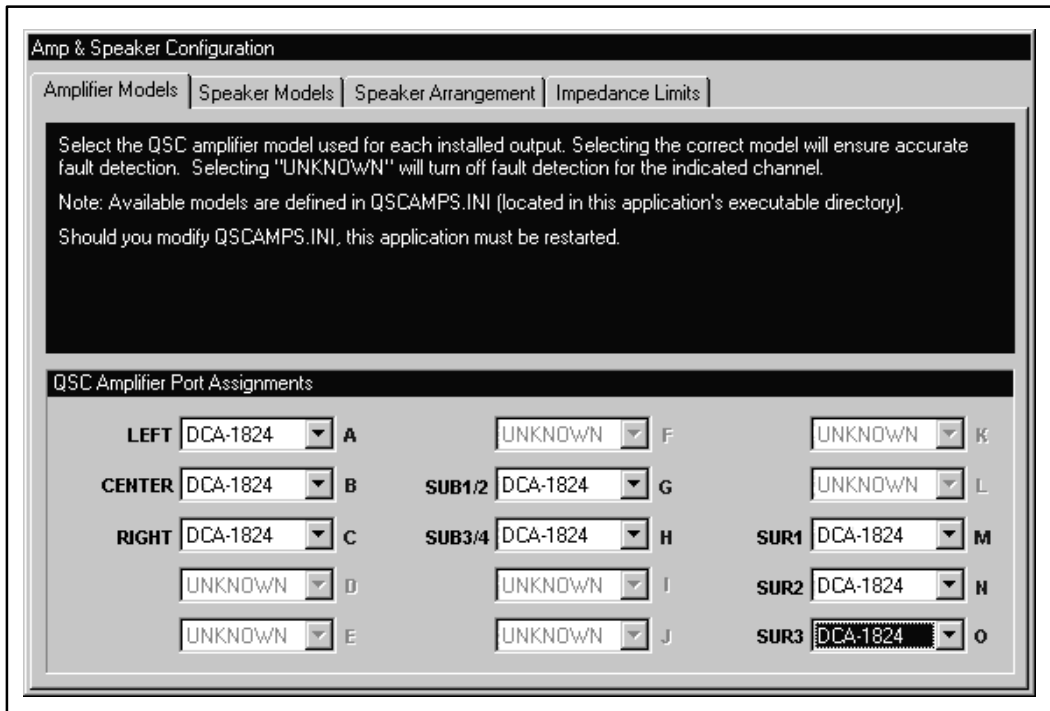 Amp & Speaker Configuration
Amplifier Models Speaker Models Speaker Arrangement Impedance Limits
Select the QSC amplifier model used for each installed output. Selecting the correct model will ensure accurate
fault detection. Selecting "UNKNOWN" will turn off fault detection for the indicated channel.
Note: Available models are defined in QSCAMPS.INI (located in this application's executable directory).
Should you modify QSCAMPS.INI, this application must be restarted.
QSC Amplifier Port Assignments
LEFT DCA-1824 A UNKNOWN F UNKNOWN K
CENTER DCA-1824 B SUB1/2 DCA-1824 G UNKNOWN L
RIGHT DCA-1824 C SUB3/4 DCA-1824 H SUR1 DCA-1824 M
UNKNOWN D UNKNOWN I SUR2 DCA-1824 N
UNKNOWN E UNKNOWN J SUR3 DCA-1824 O